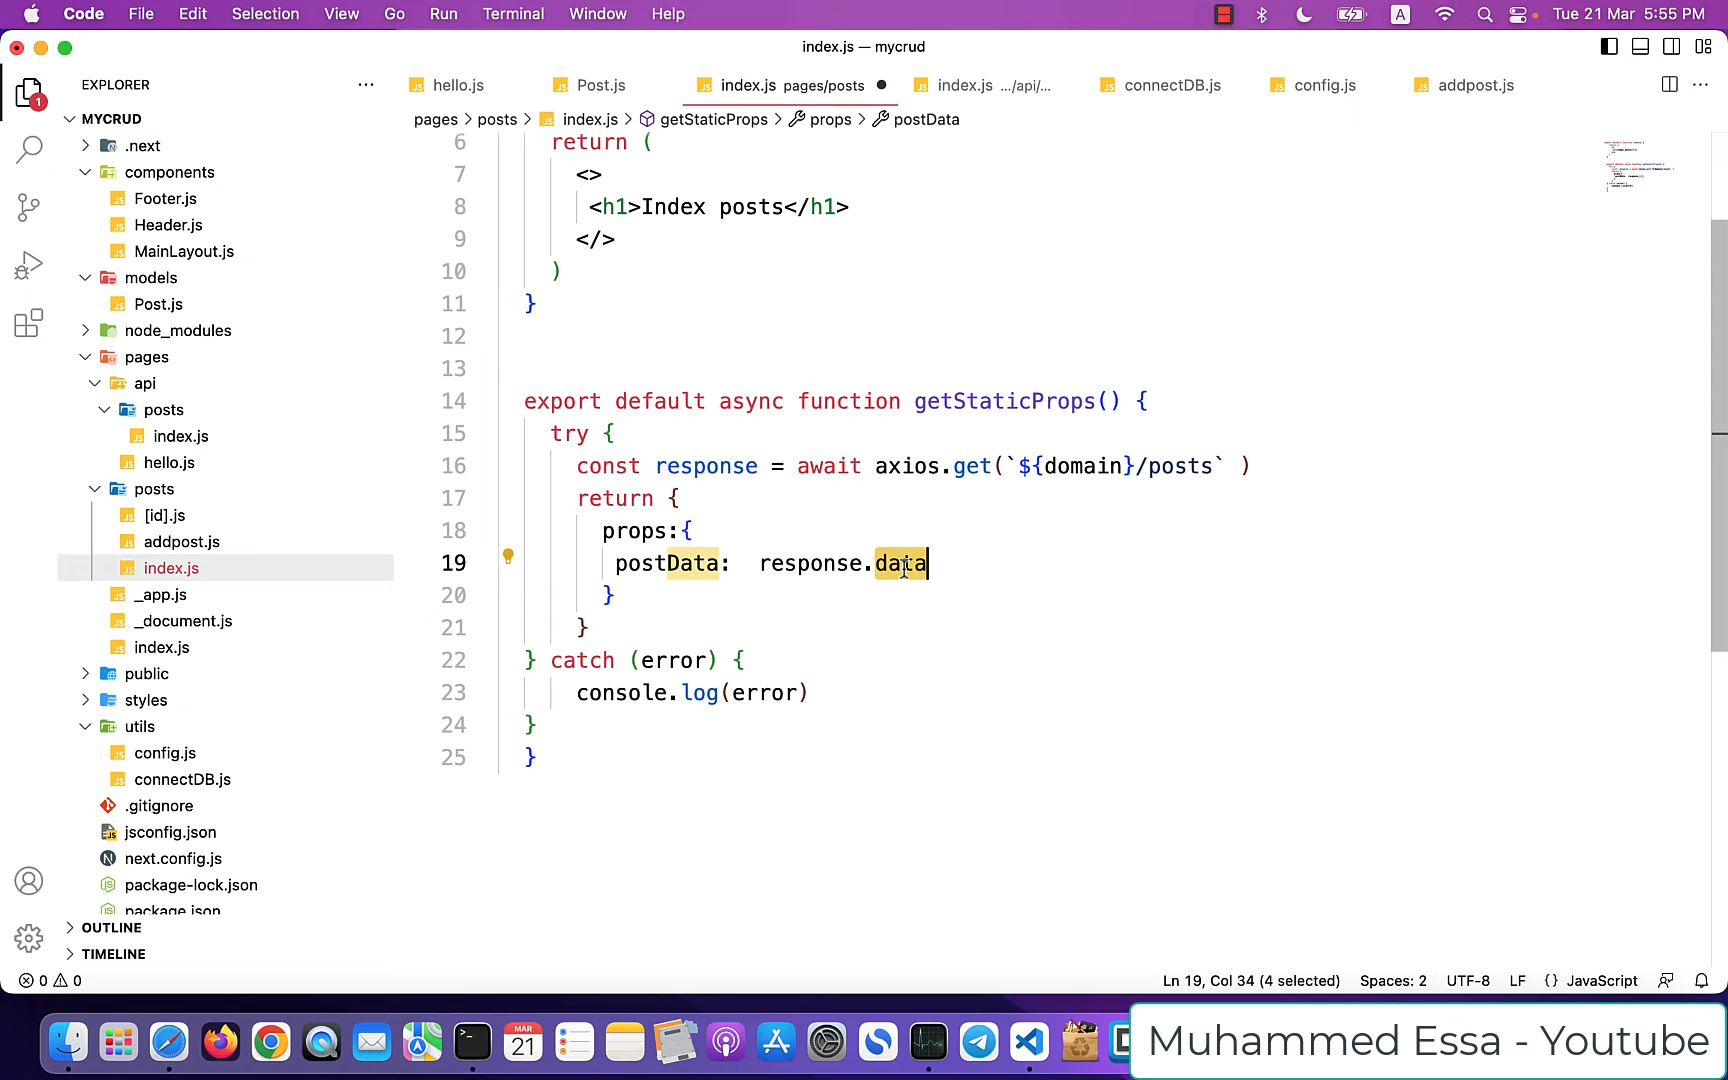 Code File Edit Selection View Go Run Terminal Window Help A Tue 21 Mar 5:55 PM
index.js — mycrud
EXPLORER
hello.js Post.js index.js pages/posts index.js .../api/... connectDB.js config.js addpost.js
MYCRUD
pages > posts > index.js > getStaticProps > props > postData
.next
components
Footer.js
Header.js
MainLayout.js
models
Post.js
node_modules
pages
api
posts
index.js
hello.js
posts
[id].js
addpost.js
index.js
_app.js
_document.js
index.js
public
styles
utils
config.js
connectDB.js
.gitignore
jsconfig.json
next.config.js
package-lock.json
package.json
OUTLINE
TIMELINE
6 return (
7 <>
8 <h1>Index posts</h1>
9 </>
10 )
11 }
12
13
14 export default async function getStaticProps() {
15 try {
16 const response = await axios.get(`${domain}/posts` )
17 return {
18 props:{
19 postData: response.data
20 }
21 }
22 } catch (error) {
23 console.log(error)
24 }
25 }
0 0 Ln 19, Col 34 (4 selected) Spaces: 2 UTF-8 LF {} JavaScript
MAR
21
Muhammed Essa - Youtube